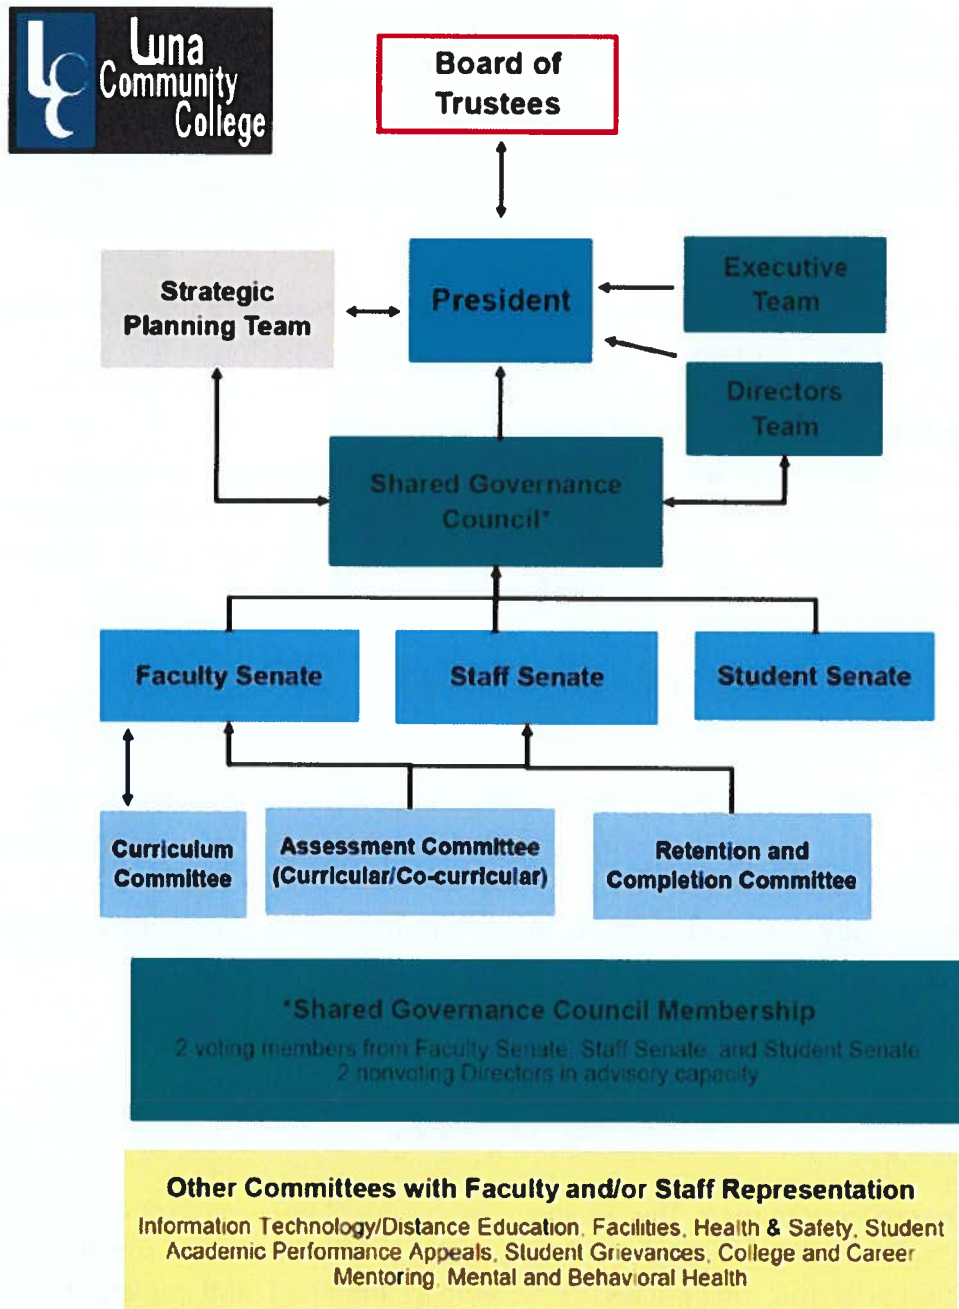 Luna
Community
College
Board of
Trustees
Strategic
Planning Team
President
Executive
Team
Directors
Team
Shared Governance
Council*
Faculty Senate
Staff Senate
Student Senate
Curriculum
Committee
Assessment Committee
(Curricular/Co-curricular)
Retention and
Completion Committee
*Shared Governance Council Membership
2 voting members from Faculty Senate, Staff Senate, and Student Senate
2 nonvoting Directors in advisory capacity
Other Committees with Faculty and/or Staff Representation
Information Technology/Distance Education, Facilities, Health & Safety, Student
Academic Performance Appeals, Student Grievances, College and Career
Mentoring, Mental and Behavioral Health